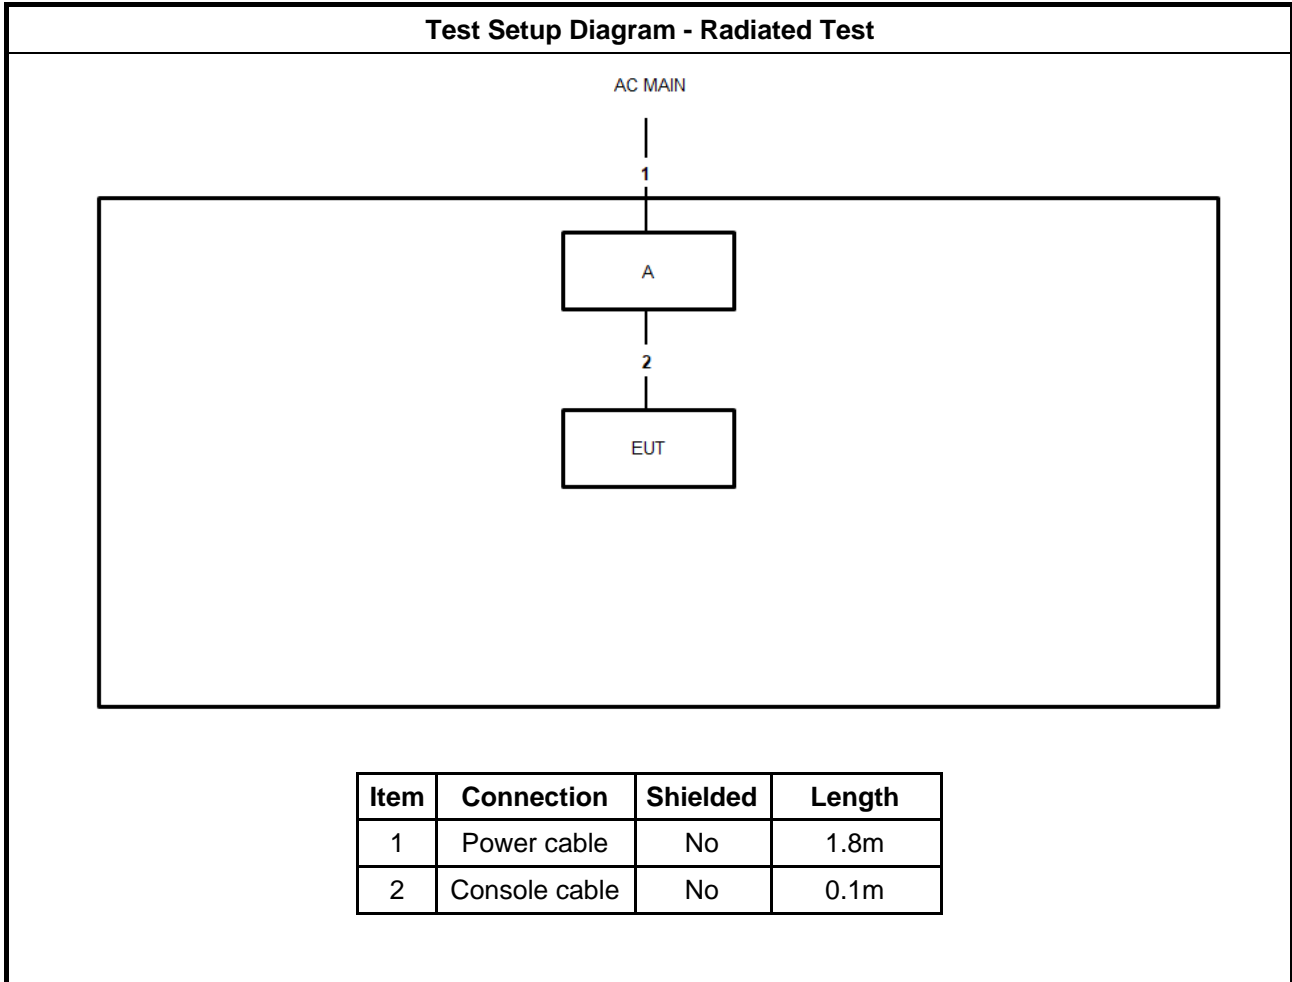 Test Setup Diagram - Radiated Test
AC MAIN
1
A
2
EUT
Item Connection Shielded Length
1 Power cable No 1.8m
2 Console cable No 0.1m